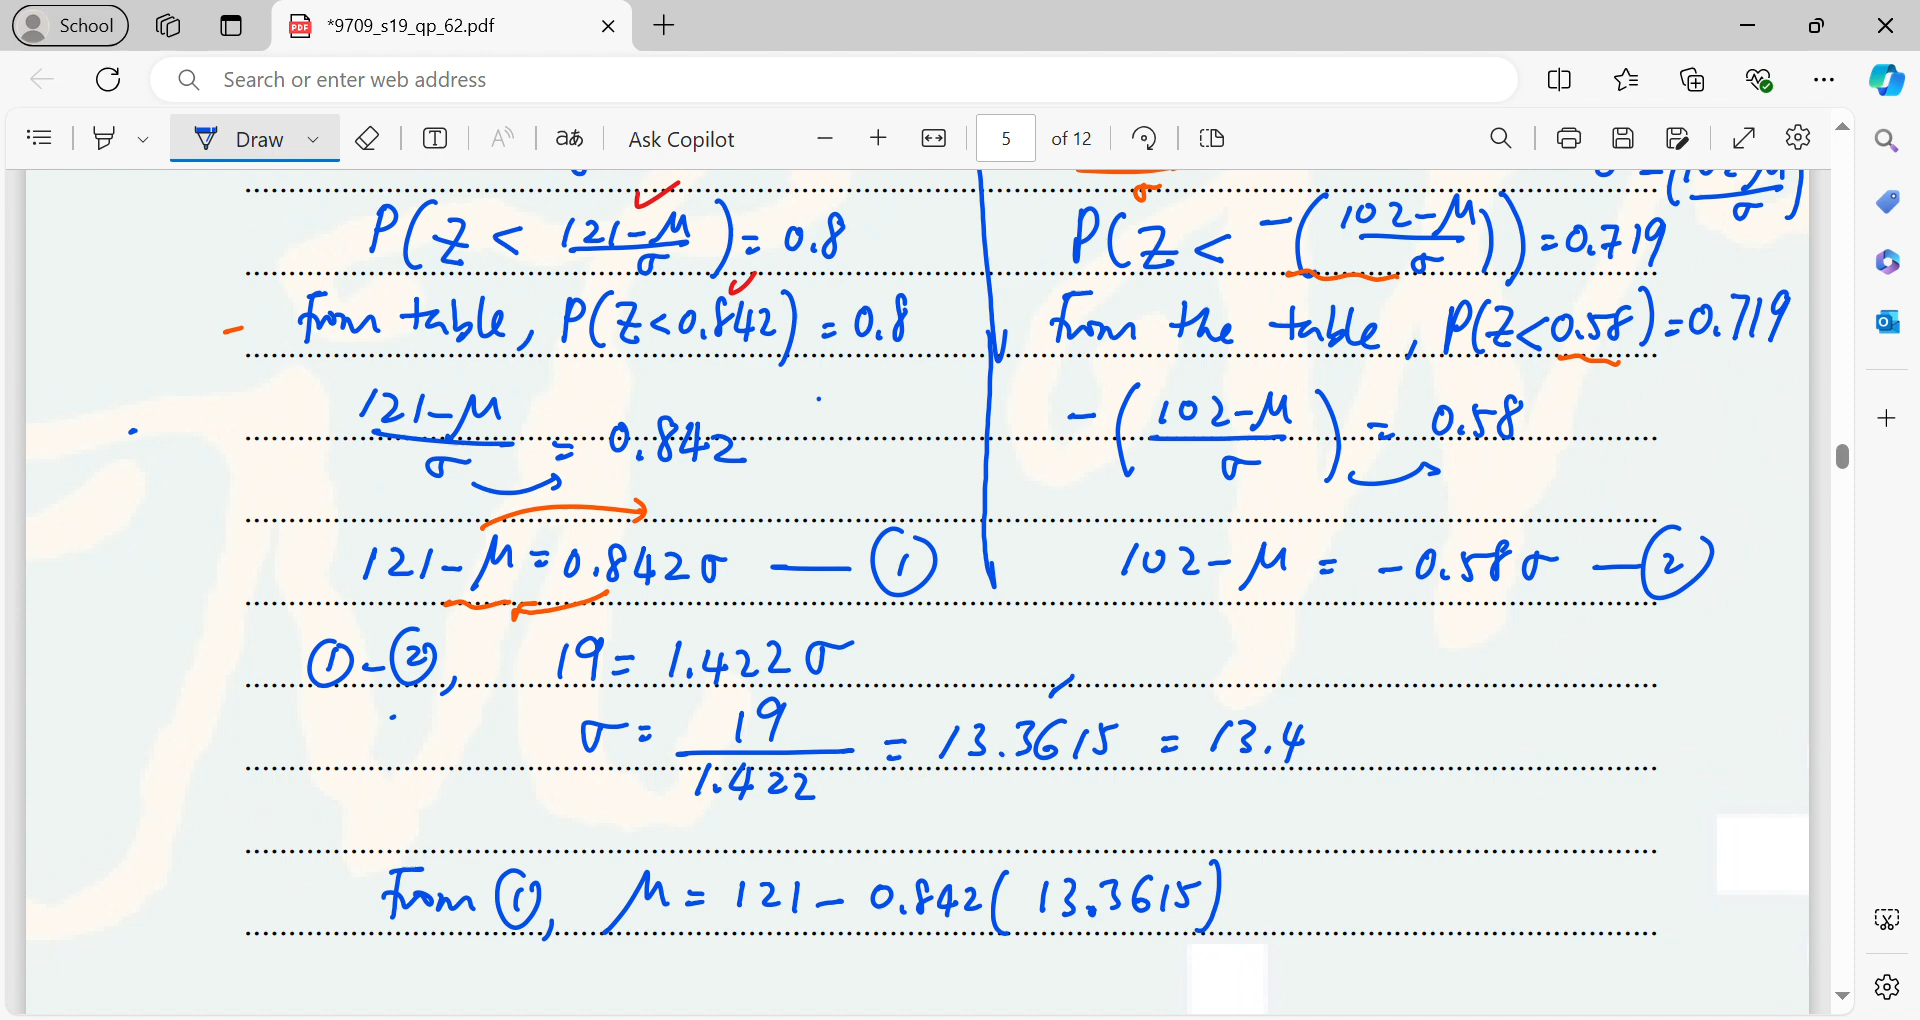 School
*9709_s19_qp_62.pdf
Search or enter web address
Draw
Ask Copilot
5 of 12
P(Z < (121-μ)/σ) = 0.8
From table, P(Z<0.842) = 0.8
(121-μ)/σ = 0.842
121-μ = 0.842σ — ①
P(Z < -((102-μ)/σ)) = 0.719
From the table, P(Z<0.58) = 0.719
-((102-μ)/σ) = 0.58
102-μ = -0.58σ — ②
①-②, 19 = 1.422σ
σ = 19/1.422 = 13.3615 = 13.4
From ①, μ = 121 - 0.842(13.3615)